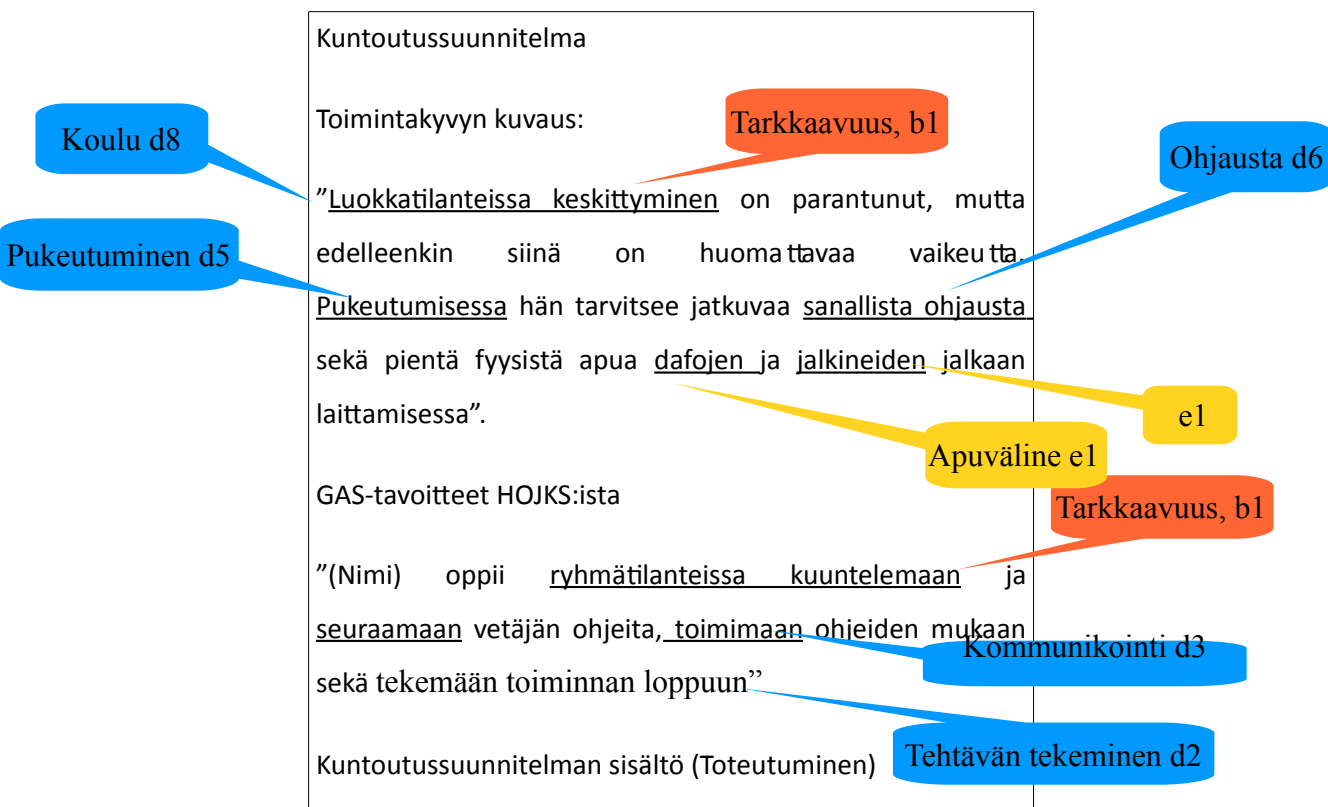 Kuntoutussuunnitelma
Toimintakyvyn kuvaus:
Tarkkaavuus, b1
Koulu d8
Ohjausta d6
”Luokkatilanteissa keskittyminen on parantunut, mutta
edelleenkin siinä on huomattavaa vaikeutta.
Pukeutuminen d5
Pukeutumisessa hän tarvitsee jatkuvaa sanallista ohjausta
sekä pientä fyysistä apua dafojen ja jalkineiden jalkaan
laittamisessa”.
e1
Apuväline e1
GAS-tavoitteet HOJKS:ista
Tarkkaavuus, b1
”(Nimi) oppii ryhmätilanteissa kuuntelemaan ja
seuraamaan vetäjän ohjeita, toimimaan ohjeiden mukaan
Kommunikointi d3
sekä tekemään toiminnan loppuun”
Tehtävän tekeminen d2
Kuntoutussuunnitelman sisältö (Toteutuminen)